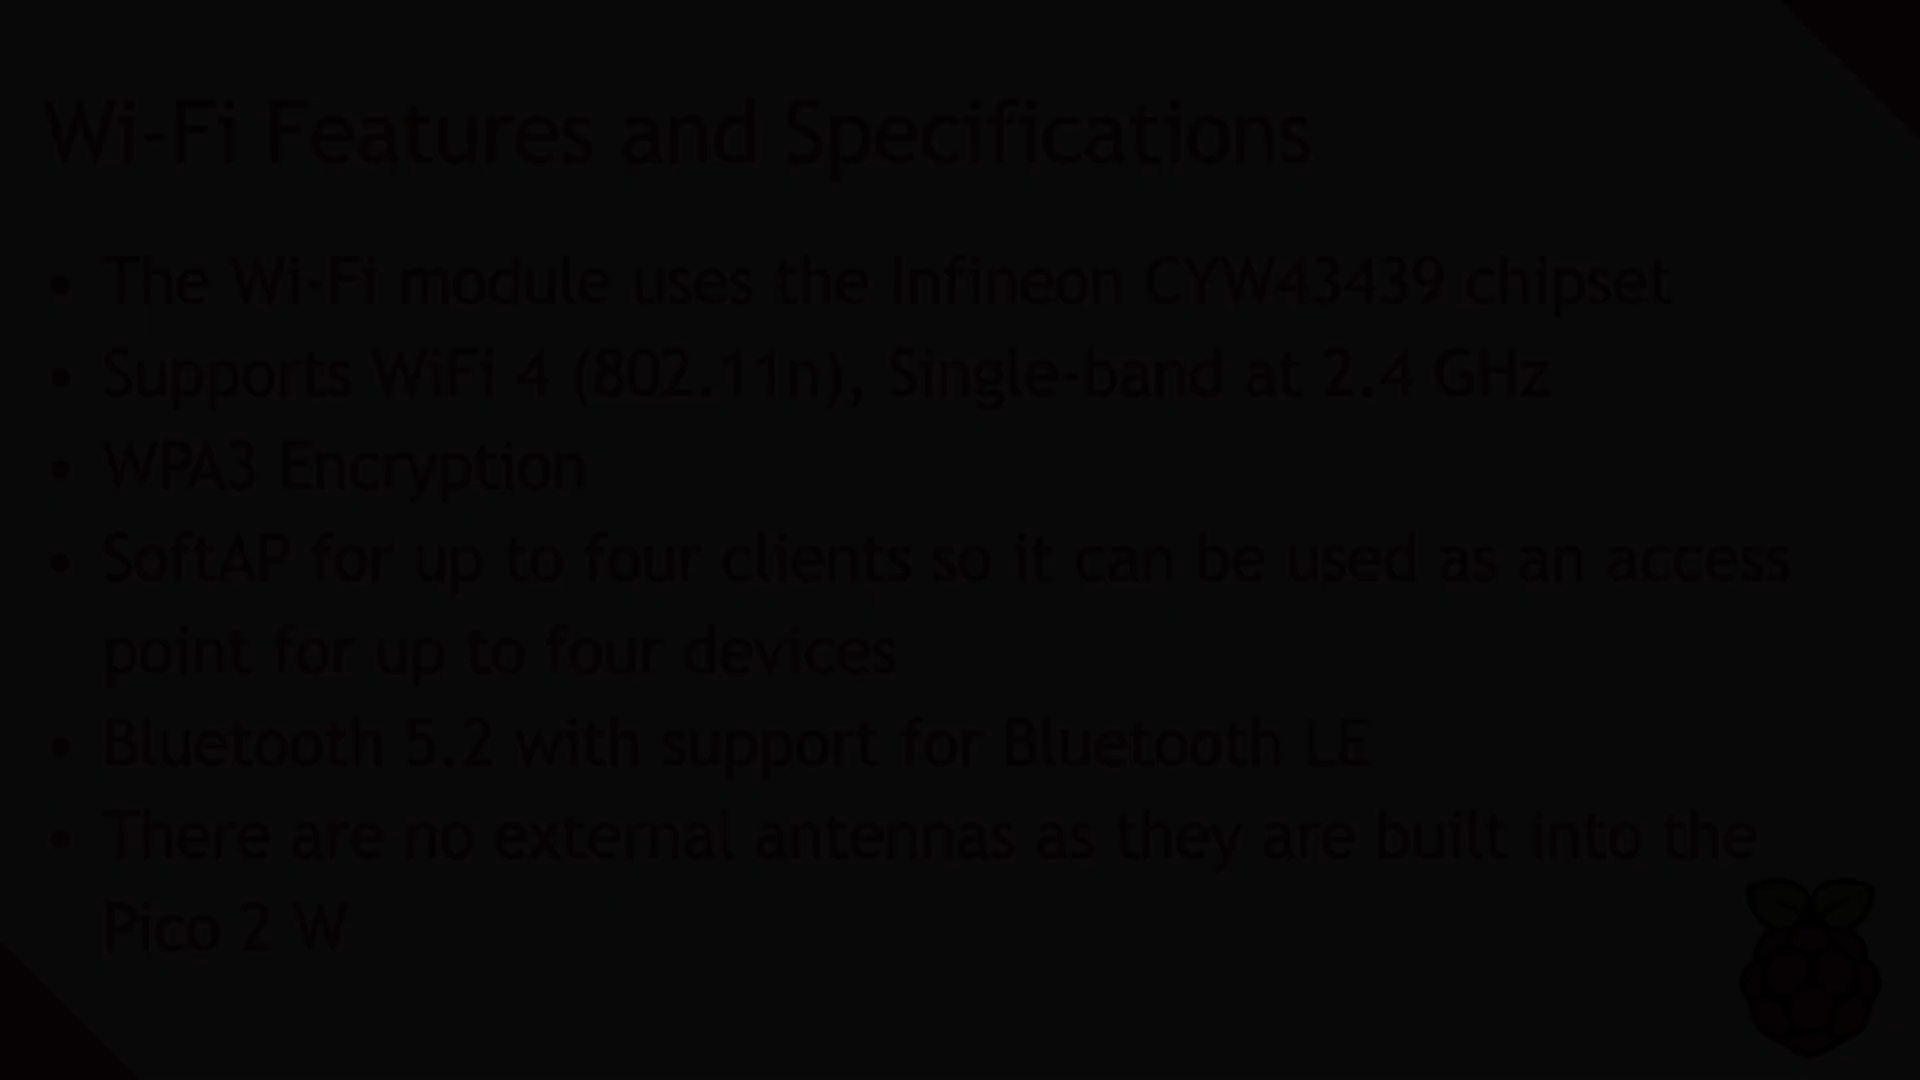 Wi-Fi Features and Specifications
• The Wi-Fi module uses the Infineon CYW43439 chipset
• Supports WiFi 4 (802.11n), Single-band at 2.4 GHz
• WPA3 Encryption
• SoftAP for up to four clients so it can be used as an access
point for up to four devices
• Bluetooth 5.2 with support for Bluetooth LE
• There are no external antennas as they are built into the
Pico 2 W